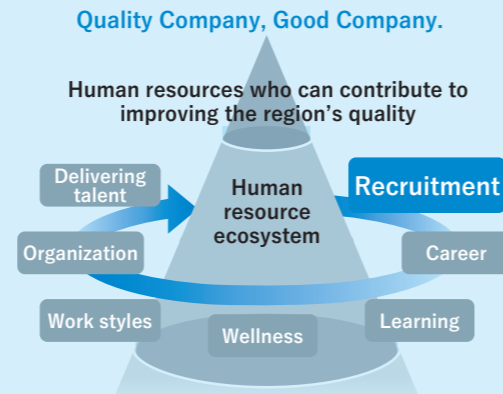 Quality Company, Good Company.
Human resources who can contribute to
improving the region's quality
Delivering
talent
Human
resource
ecosystem
Recruitment
Organization
Career
Work styles
Wellness
Learning